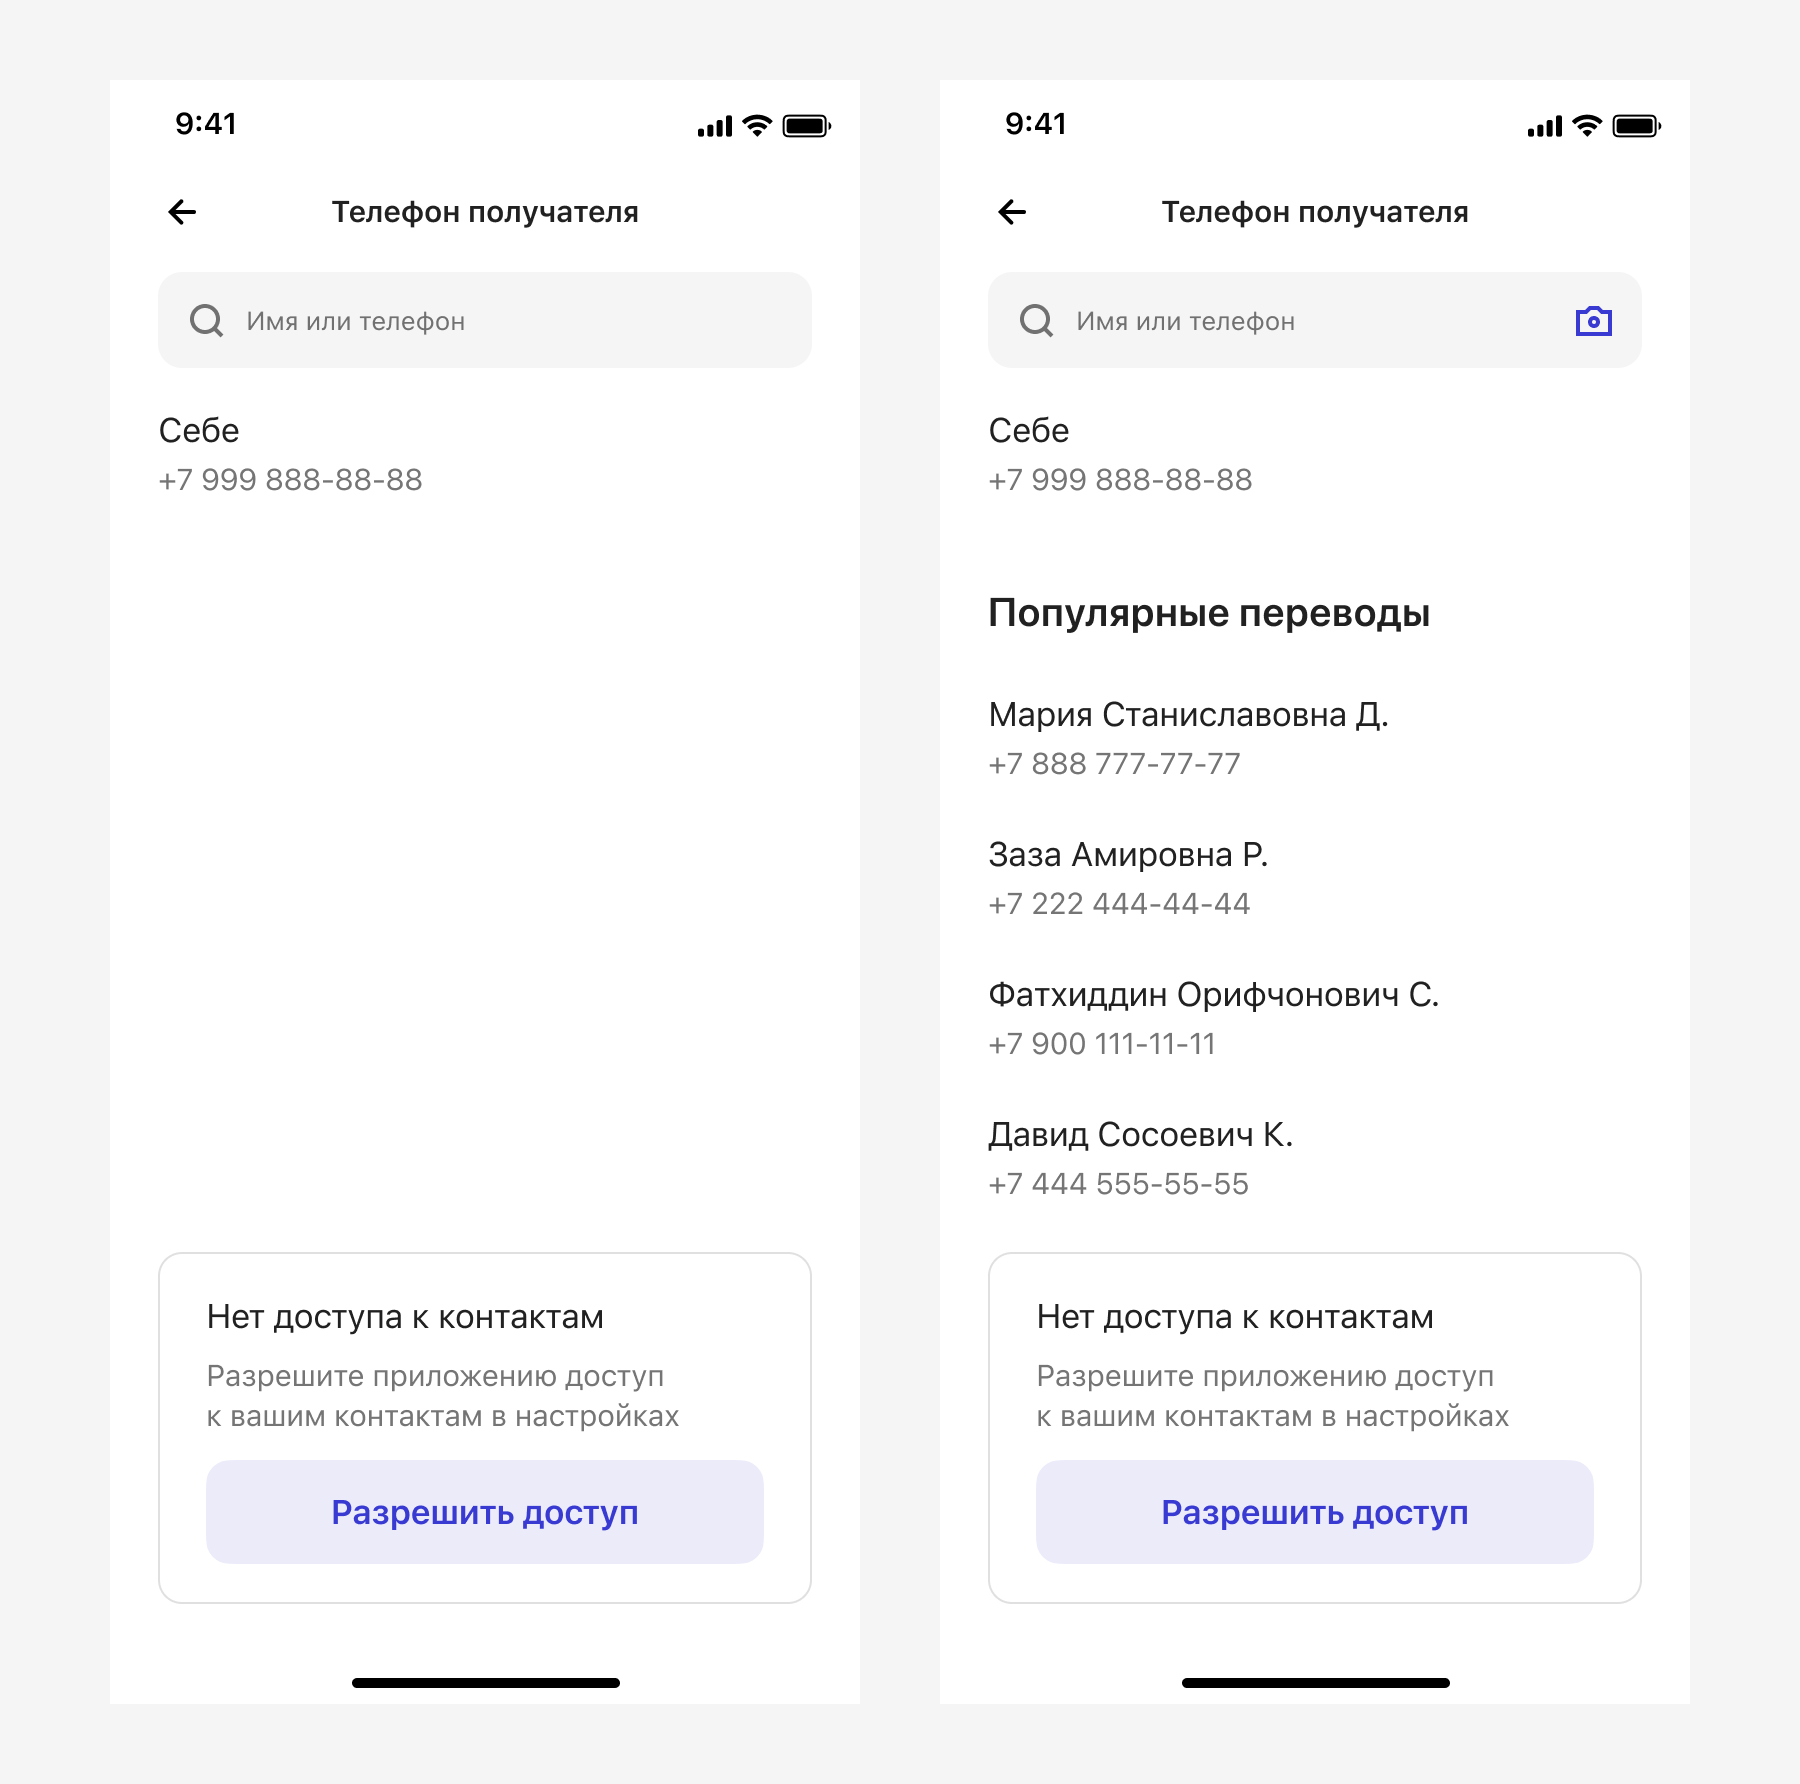 9:41
Телефон получателя
Имя или телефон
Себе
+7 999 888-88-88
Нет доступа к контактам
Разрешите приложению доступ
к вашим контактам в настройках
Разрешить доступ
9:41
Телефон получателя
Имя или телефон
Себе
+7 999 888-88-88
Популярные переводы
Мария Станиславовна Д.
+7 888 777-77-77
Заза Амировна Р.
+7 222 444-44-44
Фатхиддин Орифчонович С.
+7 900 111-11-11
Давид Сосоевич К.
+7 444 555-55-55
Нет доступа к контактам
Разрешите приложению доступ
к вашим контактам в настройках
Разрешить доступ